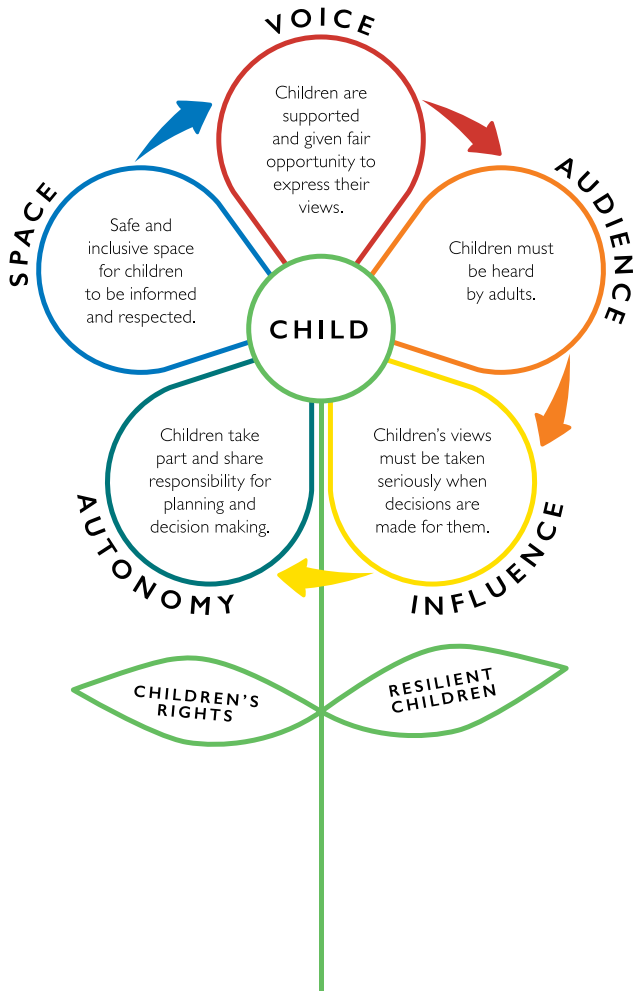 VOICE
Children are
supported
and given fair
opportunity to
express their
views.
AUDIENCE
Children must
be heard
by adults.
SPACE
Safe and
inclusive space
for children
to be informed
and respected.
CHILD
Children take
part and share
responsibility for
planning and
decision making.
AUTONOMY
Children’s views
must be taken
seriously when
decisions are
made for them.
INFLUENCE
CHILDREN’S
RIGHTS
RESILIENT
CHILDREN